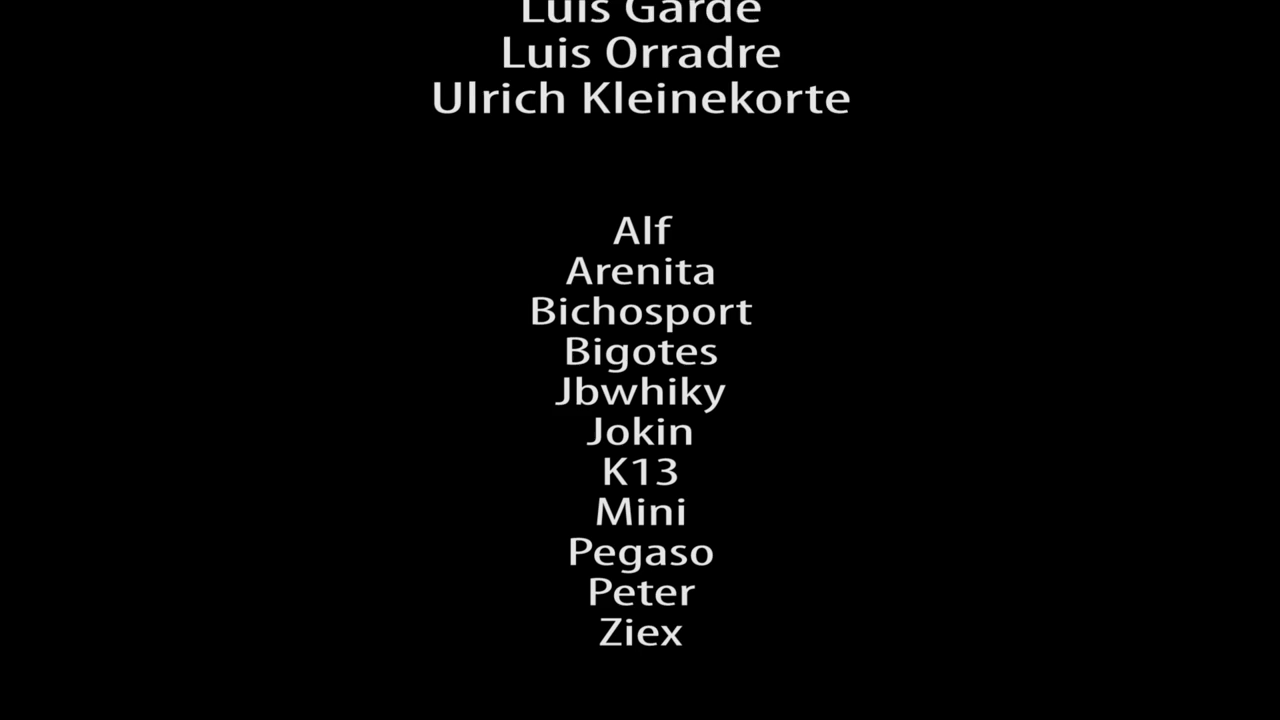 Luis Garde
Luis Orradre
Ulrich Kleinekorte
Alf
Arenita
Bichosport
Bigotes
Jbwhiky
Jokin
K13
Mini
Pegaso
Peter
Ziex